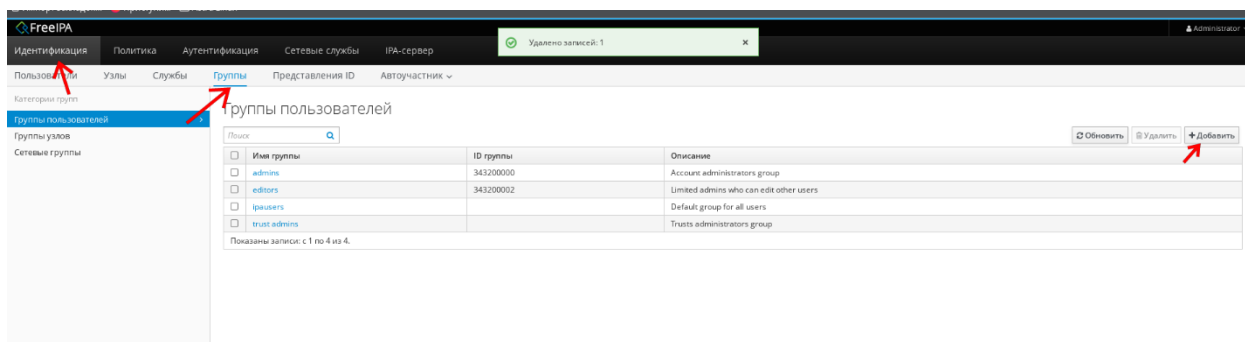 FreeIPA
Administrator
Идентификация Политика Аутентификация Сетевые службы IPA-сервер
Удалено записей: 1 ×
Пользователи Узлы Службы Группы Представления ID Автоучастник
Категории групп
Группы пользователей
Группы узлов
Сетевые группы
Группы пользователей
Поиск
Обновить Удалить +Добавить
Имя группы ID группы Описание
admins 343200000 Account administrators group
editors 343200002 Limited admins who can edit other users
ipausers Default group for all users
trust admins Trusts administrators group
Показаны записи: с 1 по 4 из 4.